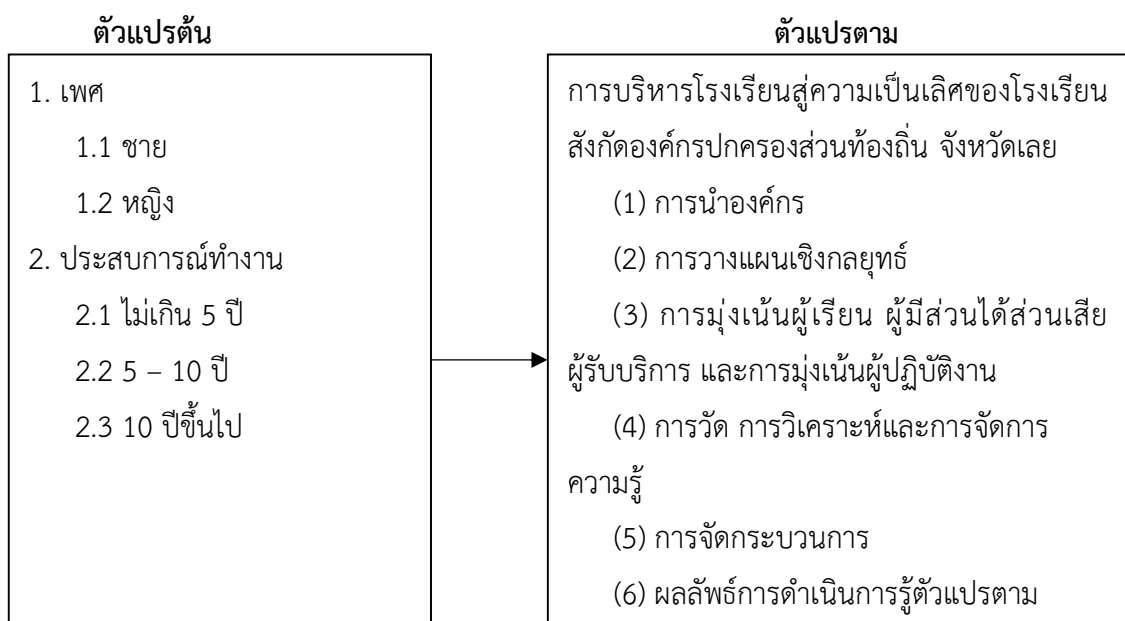 ตัวแปรต้น
1. เพศ
1.1 ชาย
1.2 หญิง
2. ประสบการณ์ทำงาน
2.1 ไม่เกิน 5 ปี
2.2 5 – 10 ปี
2.3 10 ปีขึ้นไป
ตัวแปรตาม
การบริหารโรงเรียนสู่ความเป็นเลิศของโรงเรียน
สังกัดองค์กรปกครองส่วนท้องถิ่น จังหวัดเลย
(1) การนำองค์กร
(2) การวางแผนเชิงกลยุทธ์
(3) การมุ่งเน้นผู้เรียน ผู้มีส่วนได้ส่วนเสีย
ผู้รับบริการ และการมุ่งเน้นผู้ปฏิบัติงาน
(4) การวัด การวิเคราะห์และการจัดการ
ความรู้
(5) การจัดกระบวนการ
(6) ผลลัพธ์การดำเนินการรู้ตัวแปรตาม